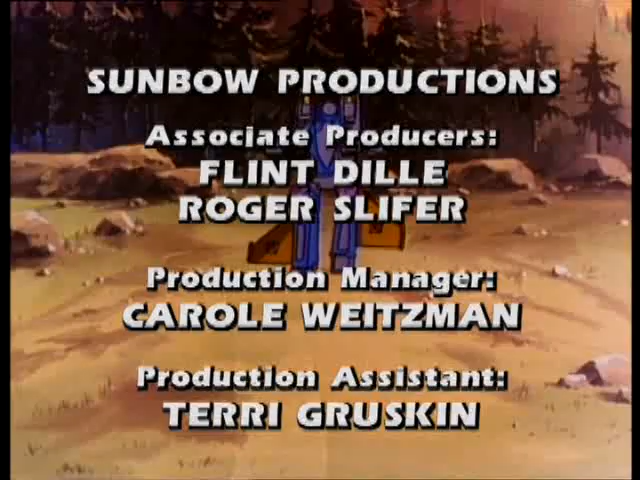 SUNBOW PRODUCTIONS
Associate Producers:
FLINT DILLE
ROGER SLIFER
Production Manager:
CAROLE WEITZMAN
Production Assistant:
TERRI GRUSKIN